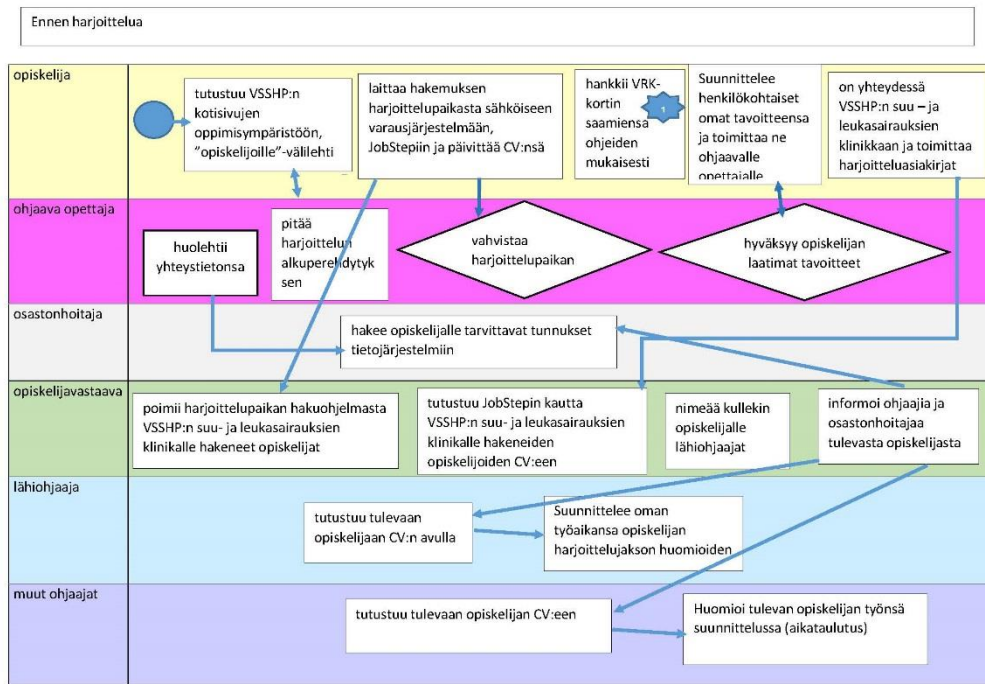 Ennen harjoittelua
opiskelija
tutustuu VSSHP:n
kotisivujen
oppimisympäristöön,
”opiskelijoille”-välilehti
laittaa hakemuksen
harjoittelupaikasta sähköiseen
varausjärjestelmään,
JobStepiin ja päivittää CV:nsä
hankkii VRK-
kortin
saamiensa
ohjeiden
mukaisesti
1
Suunnittelee
henkilökohtaiset
omat tavoitteensa
ja toimittaa ne
ohjaavalle
opettajalle
on yhteydessä
VSSHP:n suu – ja
leukasairauksien
klinikkaan ja toimittaa
harjoitteluasiakirjat
ohjaava opettaja
huolehtii
yhteystietonsa
pitää
harjoittelun
alkuperehdytyk
sen
vahvistaa
harjoittelupaikan
hyväksyy opiskelijan
laatimat tavoitteet
osastonhoitaja
hakee opiskelijalle tarvittavat tunnukset
tietojärjestelmiin
opiskelijavastaava
poimii harjoittelupaikan hakuohjelmasta
VSSHP:n suu- ja leukasairauksien
klinikalle hakeneet opiskelijat
tutustuu JobStepin kautta
VSSHP:n suu- ja leukasairauksien
klinikalle hakeneiden
opiskelijoiden CV:een
nimeää kullekin
opiskelijalle
lähiohjaajat
informoi ohjaajia ja
osastonhoitajaa
tulevasta opiskelijasta
lähiohjaaja
tutustuu tulevaan
opiskelijaan CV:n avulla
Suunnittelee oman
työaikansa opiskelijan
harjoittelujakson huomioiden
muut ohjaajat
tutustuu tulevaan opiskelijan CV:een
Huomioi tulevan opiskelijan työnsä
suunnittelussa (aikataulutus)